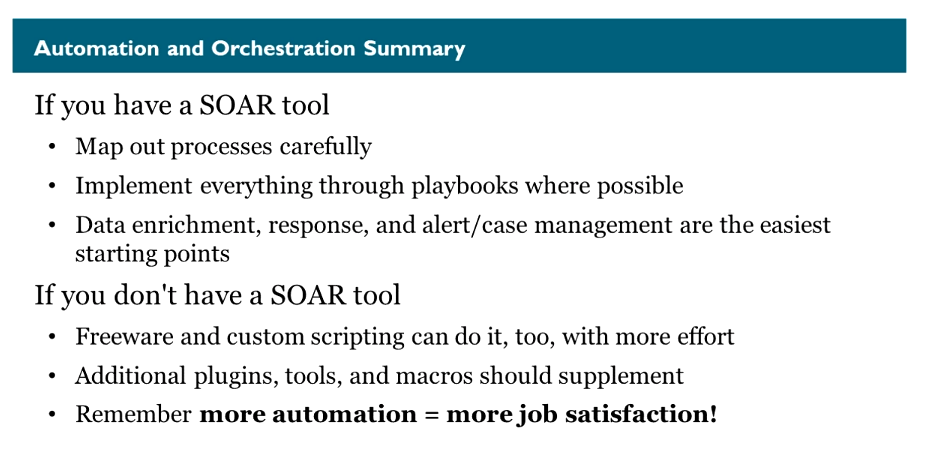 Automation and Orchestration Summary
If you have a SOAR tool
• Map out processes carefully
• Implement everything through playbooks where possible
• Data enrichment, response, and alert/case management are the easiest
starting points
If you don't have a SOAR tool
• Freeware and custom scripting can do it, too, with more effort
• Additional plugins, tools, and macros should supplement
• Remember more automation = more job satisfaction!